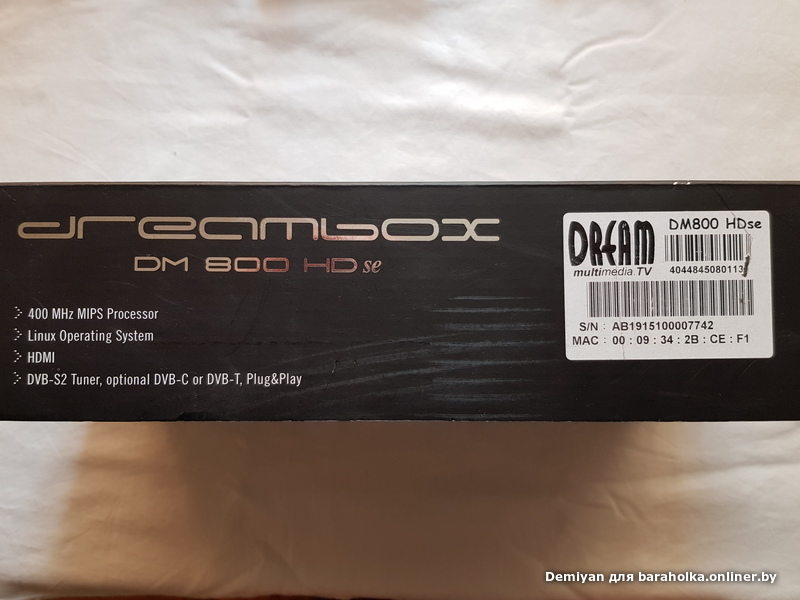 dreambox
DM 800 HD se
400 MHz MIPS Processor
Linux Operating System
HDMI
DVB-S2 Tuner, optional DVB-C or DVB-T, Plug&Play
DREAM
multimedia.TV
DM800 HDse
4044845080113
S/N : AB1915100007742
MAC : 00 : 09 : 34 : 2B : CE : F1
Demiyan для baraholka.onliner.by